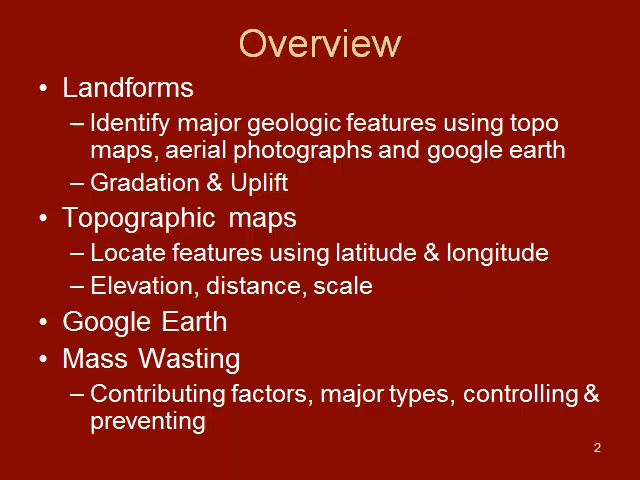 Overview
• Landforms
– Identify major geologic features using topo
maps, aerial photographs and google earth
– Gradation & Uplift
• Topographic maps
– Locate features using latitude & longitude
– Elevation, distance, scale
• Google Earth
• Mass Wasting
– Contributing factors, major types, controlling &
preventing
2